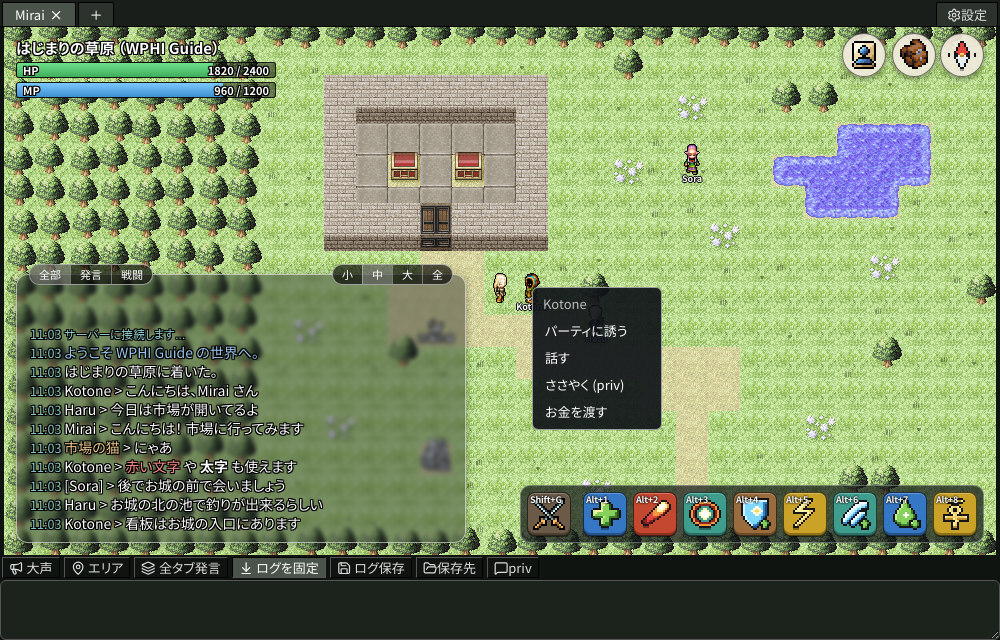 Mirai
設定
はじまりの草原 (WPHI Guide)
HP 1820 / 2400
MP 960 / 1200
Sora
全部 発言 戦闘
小 中 大 全
Kotone
パーティに誘う
話す
ささやく (priv)
お金を渡す
11:03 サーバーに接続します...
11:03 ようこそ WPHI Guide の世界へ。
11:03 はじまりの草原に着いた。
11:03 Kotone > こんにちは、Mirai さん
11:03 Haru > 今日は市場が開いてるよ
11:03 Mirai > こんにちは! 市場に行ってみます
11:03 市場の猫 > にゃあ
11:03 Kotone > 赤い文字 や 太字 も使えます
11:03 [Sora] > 後でお城の前で会いましょう
11:03 Haru > お城の北の池で釣りが出来るらしい
11:03 Kotone > 看板はお城の入口にあります
Shift+G Alt+1 Alt+2 Alt+3 Alt+4 Alt+5 Alt+6 Alt+7 Alt+8
大声 エリア 全タブ発言 ログを固定 ログ保存 保存先 priv